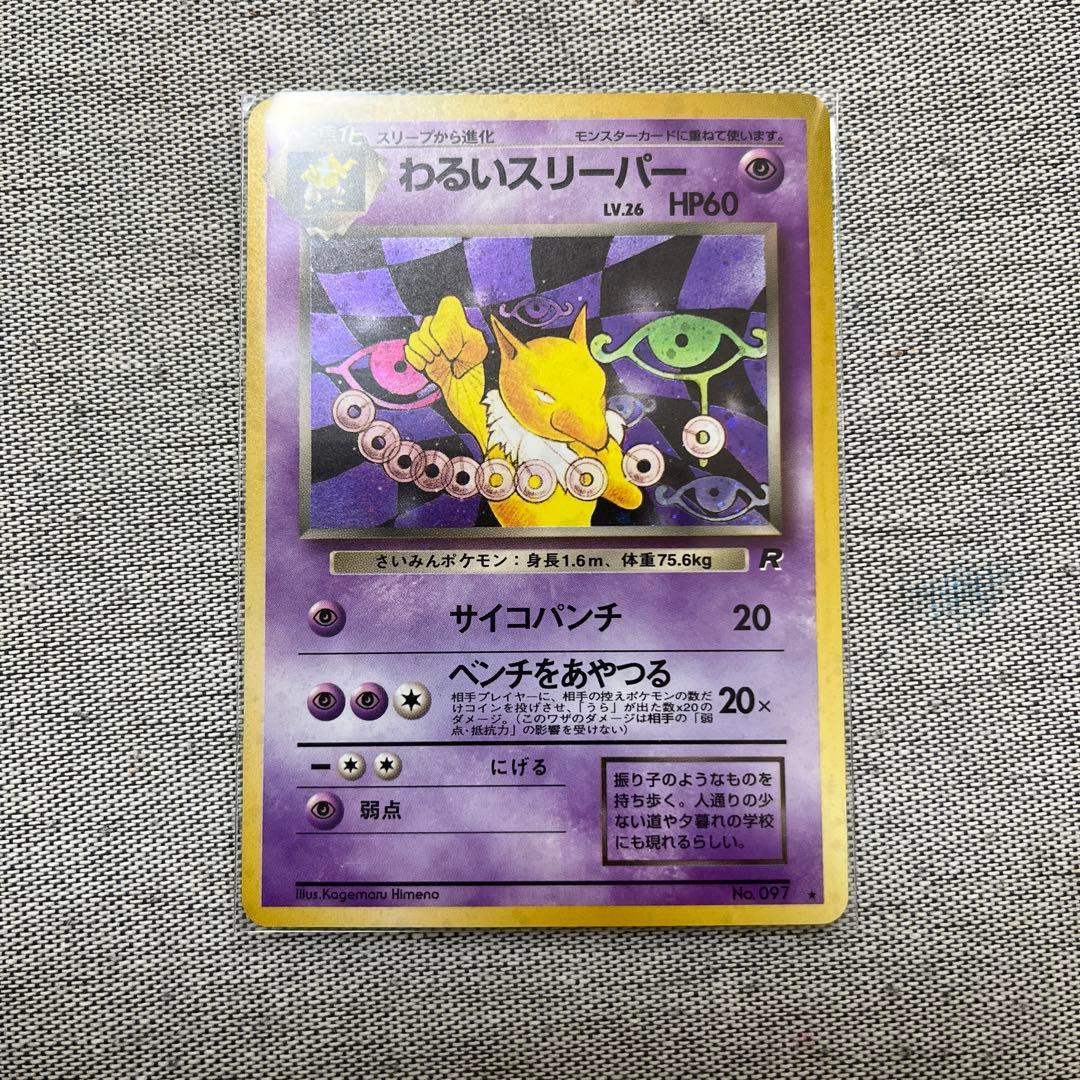 進化 スリープから進化 モンスターカードに重ねて使います。
わるいスリーパー
LV.26 HP60
さいみんポケモン：身長1.6m、体重75.6kg R
サイコパンチ 20
ベンチをあやつる
相手プレイヤーに、相手の控えポケモンの数だ
けコインを投げさせ、「うら」が出た数x20の
ダメージ。（このワザのダメージは相手の「弱
点・抵抗力」の影響を受けない）
20×
ー にげる
弱点
振り子のようなものを
持ち歩く。人通りの少
ない道や夕暮れの学校
にも現れるらしい。
Illus.Kagemaru Himeno No.097 ★